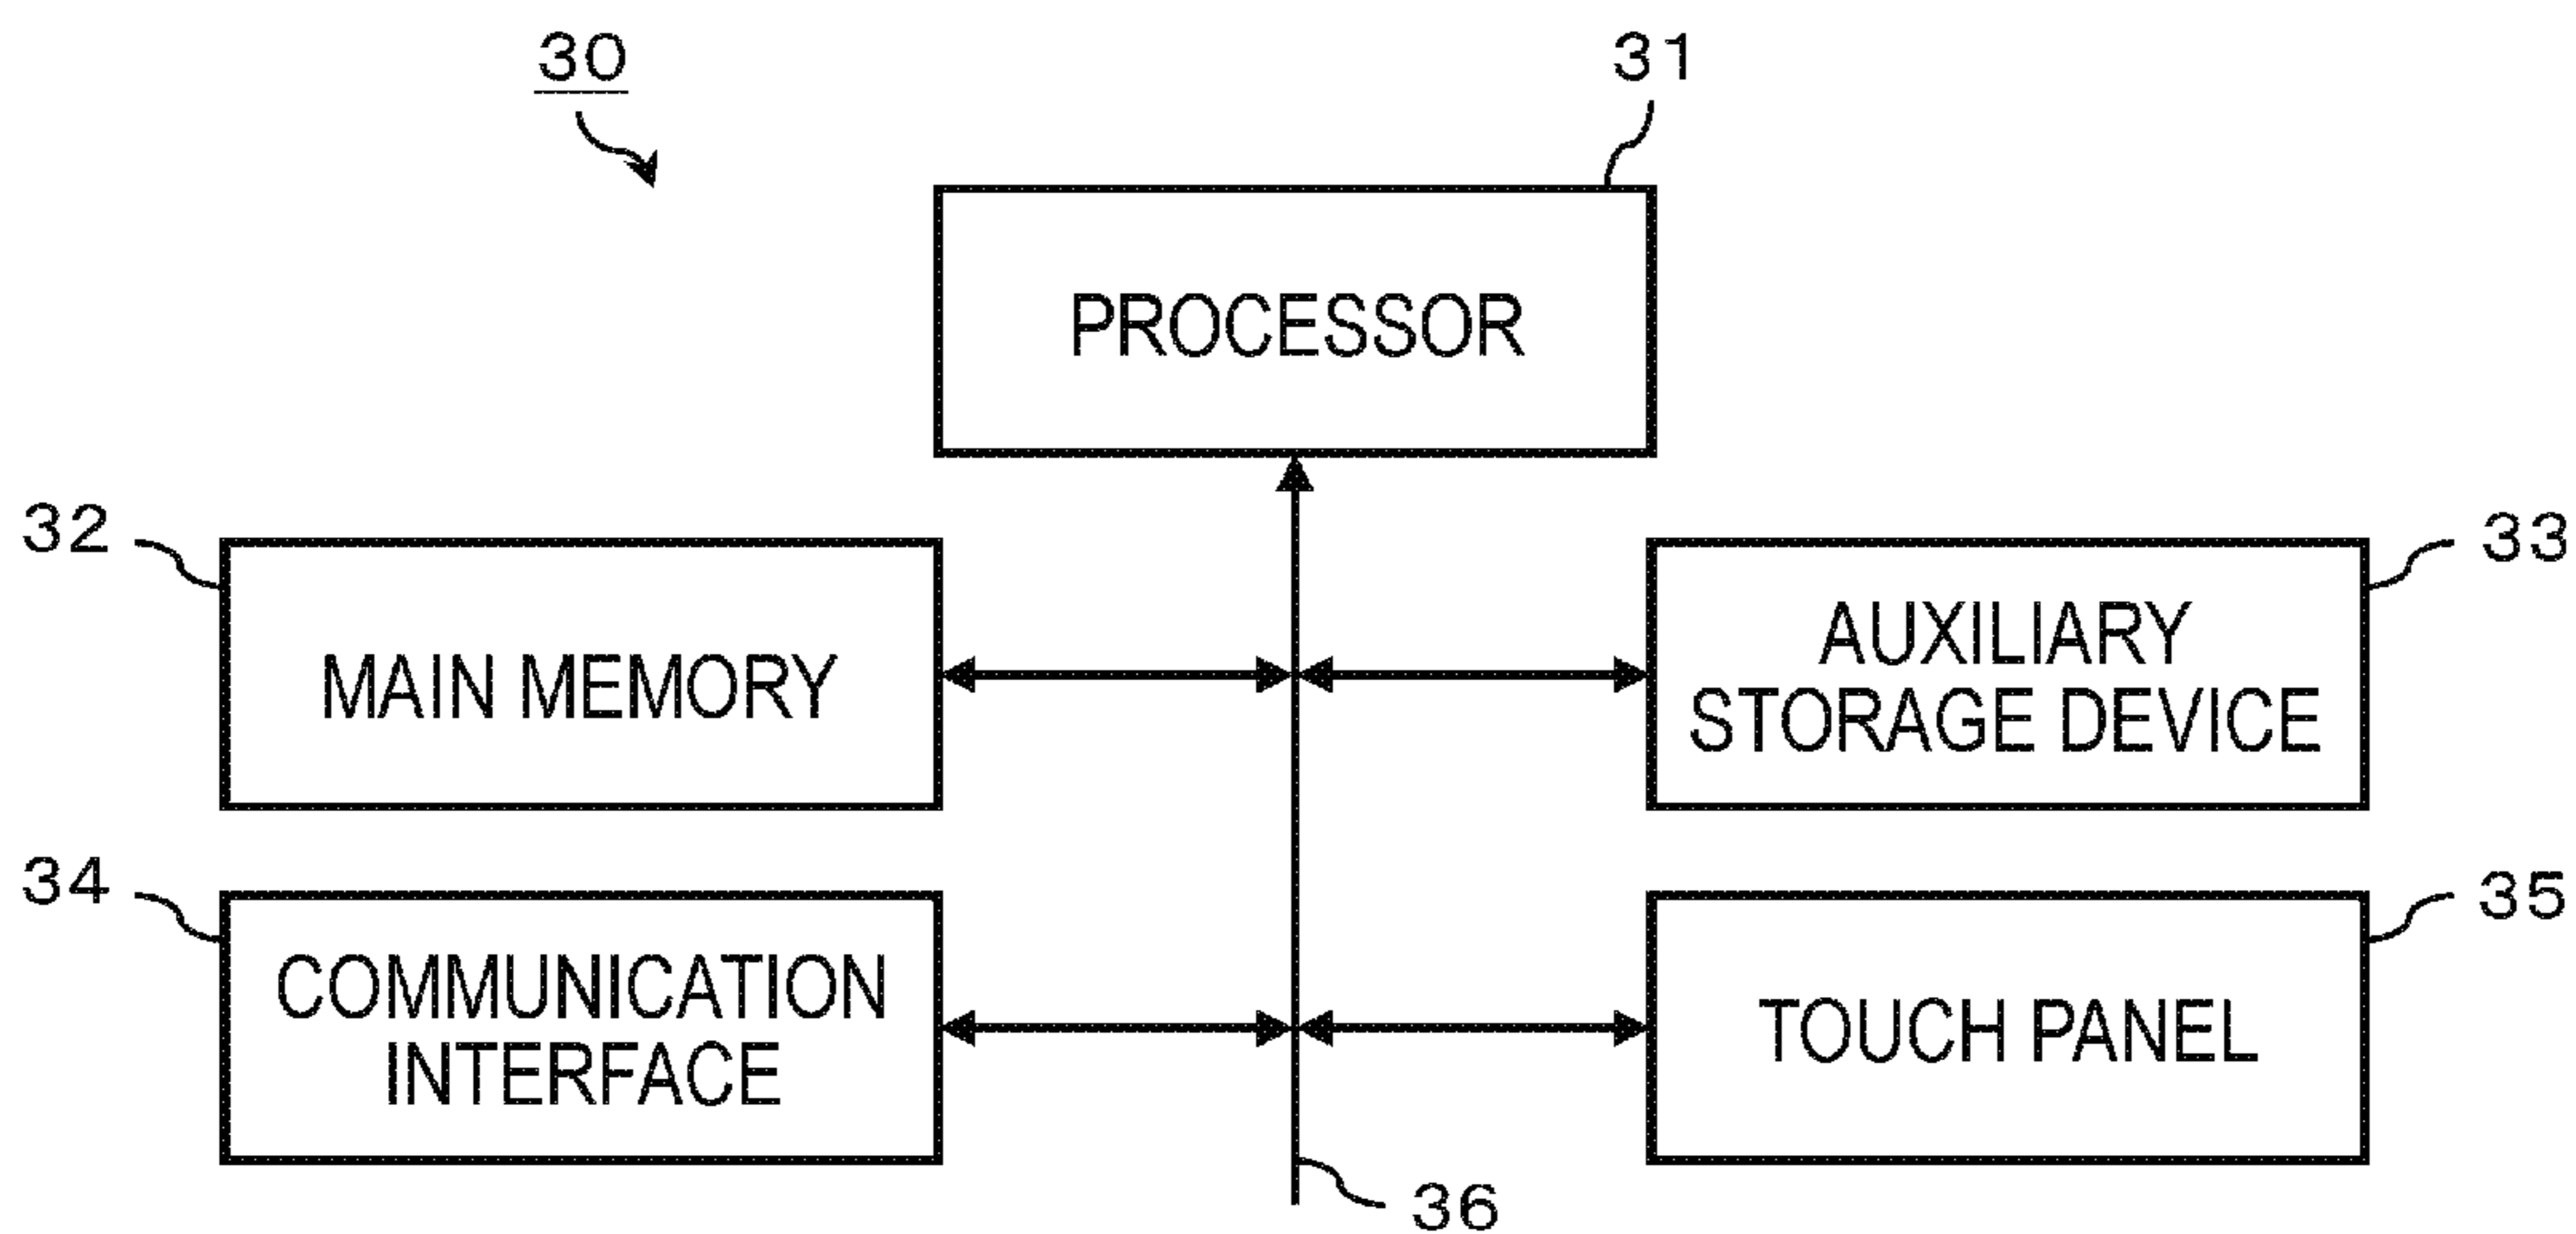 30
31
PROCESSOR
32
33
MAIN MEMORY
AUXILIARY
STORAGE DEVICE
34
35
COMMUNICATION
INTERFACE
TOUCH PANEL
36